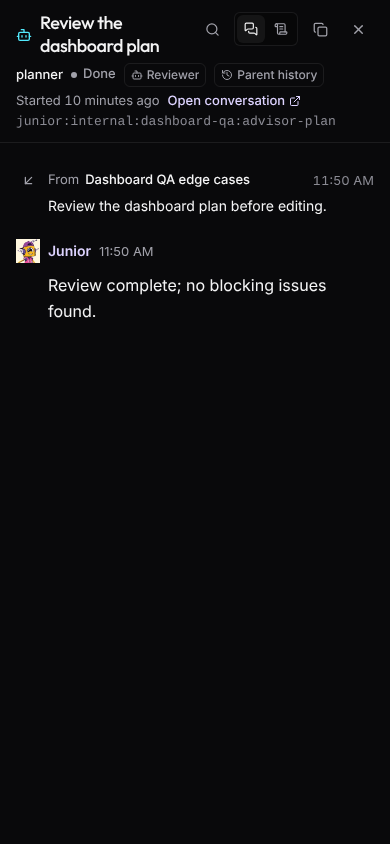 Review the
dashboard plan
planner Done Reviewer Parent history
Started 10 minutes ago Open conversation
junior:internal:dashboard-qa:advisor-plan
From Dashboard QA edge cases 11:50 AM
Review the dashboard plan before editing.
Junior 11:50 AM
Review complete; no blocking issues
found.